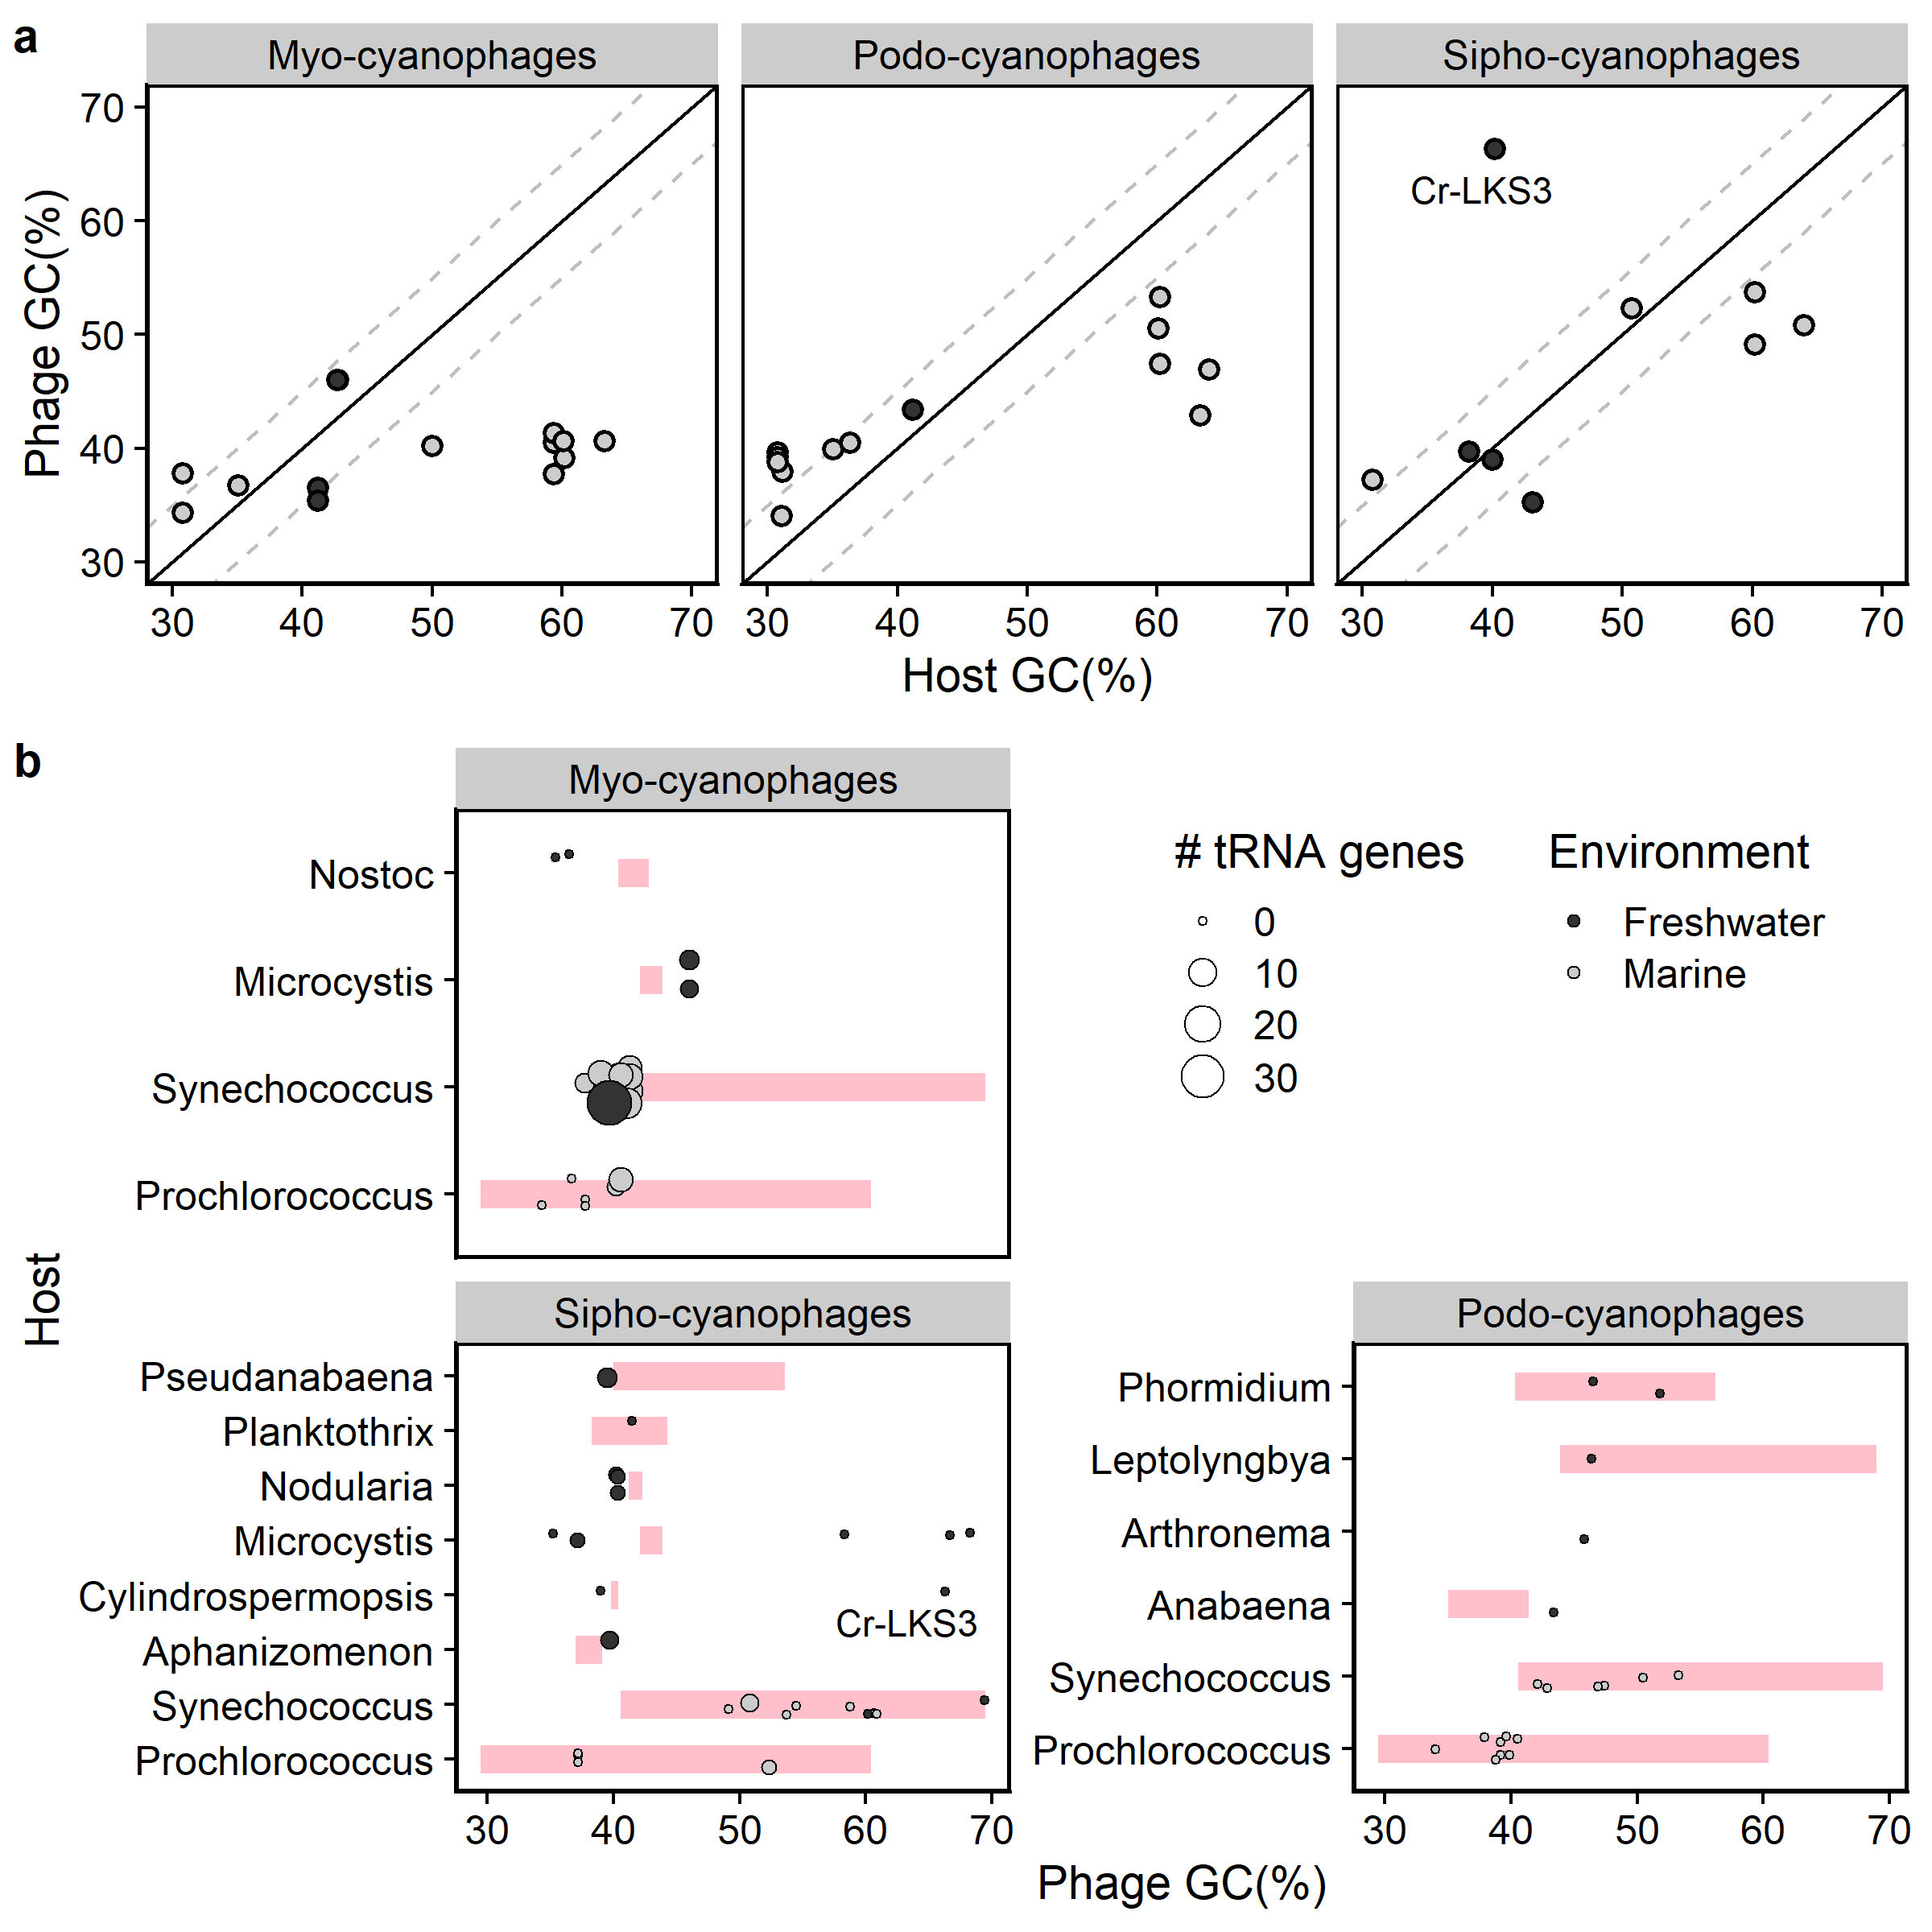 a
Myo-cyanophages
Podo-cyanophages
Sipho-cyanophages
Phage GC(%)
70
60
50
40
30
Cr-LKS3
30 40 50 60 70
30 40 50 60 70
30 40 50 60 70
Host GC(%)
b
Myo-cyanophages
Nostoc
Microcystis
Synechococcus
Prochlorococcus
# tRNA genes
0
10
20
30
Environment
Freshwater
Marine
Host
Sipho-cyanophages
Pseudanabaena
Planktothrix
Nodularia
Microcystis
Cylindrospermopsis
Cr-LKS3
Aphanizomenon
Synechococcus
Prochlorococcus
30 40 50 60 70
Podo-cyanophages
Phormidium
Leptolyngbya
Arthronema
Anabaena
Synechococcus
Prochlorococcus
30 40 50 60 70
Phage GC(%)